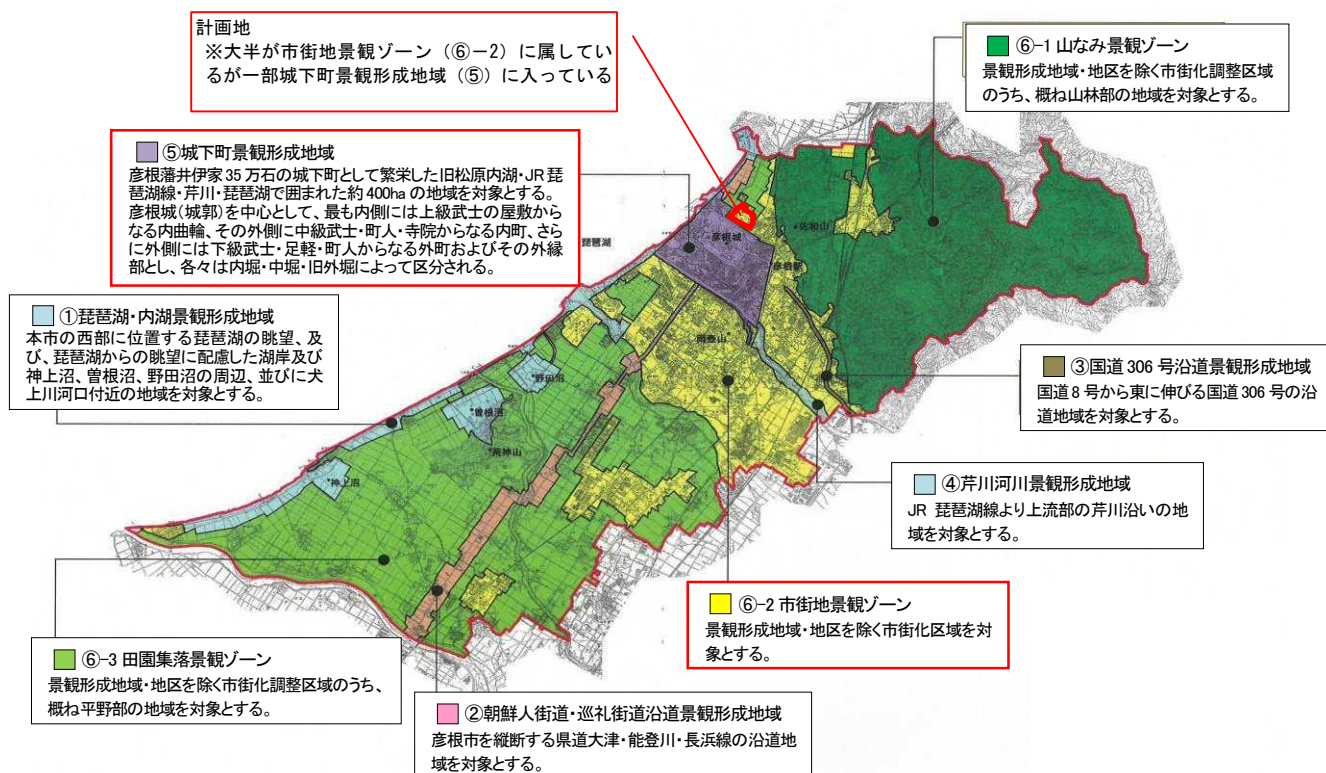 計画地
※大半が市街地景観ゾーン（⑥－2）に属してい
るが一部城下町景観形成地域（⑤）に入っている
⑥-1 山なみ景観ゾーン
景観形成地域・地区を除く市街化調整区域
のうち、概ね山林部の地域を対象とする。
⑤城下町景観形成地域
彦根藩井伊家 35 万石の城下町として繁栄した旧松原内湖・JR 琵
琶湖線・芹川・琵琶湖で囲まれた約 400ha の地域を対象とする。
彦根城（城郭）を中心として、最も内側には上級武士の屋敷から
なる内曲輪、その外側に中級武士・町人・寺院からなる内町、さら
に外側には下級武士・足軽・町人からなる外町およびその外縁
部とし、各々は内堀・中堀・旧外堀によって区分される。
琵琶湖
彦根城
佐和山
彦根駅
①琵琶湖・内湖景観形成地域
本市の西部に位置する琵琶湖の眺望、及
び、琵琶湖からの眺望に配慮した湖岸及び
神上沼、曽根沼、野田沼の周辺、並びに犬
上川河口付近の地域を対象とする。
雨壺山
野田沼
曽根沼
荒神山
神上沼
③国道 306 号沿道景観形成地域
国道 8 号から東に伸びる国道 306 号の沿
道地域を対象とする。
④芹川河川景観形成地域
JR 琵琶湖線より上流部の芹川沿いの地
域を対象とする。
⑥-2 市街地景観ゾーン
景観形成地域・地区を除く市街化区域を対
象とする。
⑥-3 田園集落景観ゾーン
景観形成地域・地区を除く市街化調整区域のうち、
概ね平野部の地域を対象とする。
②朝鮮人街道・巡礼街道沿道景観形成地域
彦根市を縦断する県道大津・能登川・長浜線の沿道地
域を対象とする。